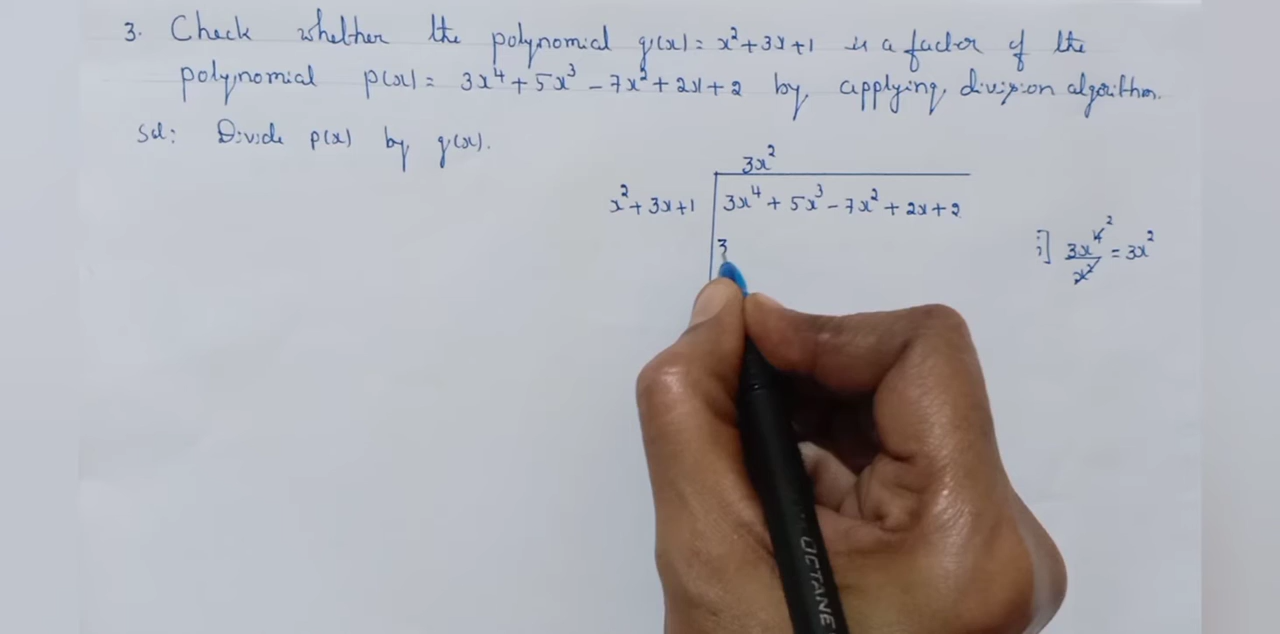 3. Check whether the polynomial g(x) = x² + 3x + 1 is a factor of the
polynomial p(x) = 3x⁴ + 5x³ - 7x² + 2x + 2 by applying division algorithm.
Sol: Divide p(x) by g(x).
3x²
x² + 3x + 1 3x⁴ + 5x³ - 7x² + 2x + 2
3
i] 3x⁴/x² ² = 3x²
OCTANE